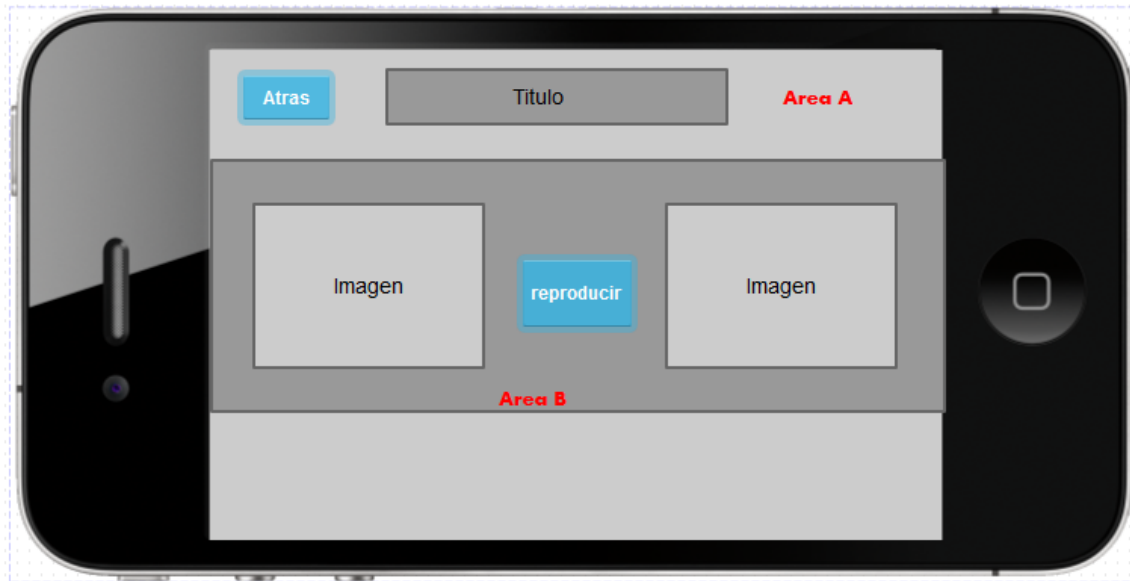 Atras
Titulo
Area A
Imagen
reproducir
Imagen
Area B